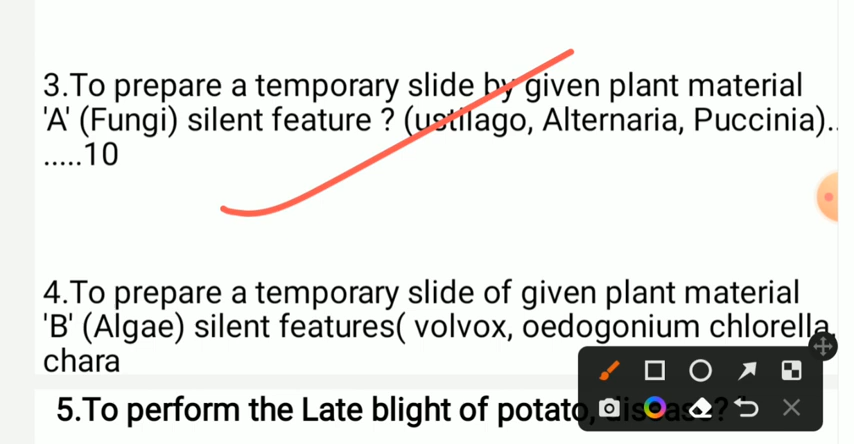 3.To prepare a temporary slide by given plant material
'A' (Fungi) silent feature ? (ustilago, Alternaria, Puccinia)..
.....10
4.To prepare a temporary slide of given plant material
'B' (Algae) silent features( volvox, oedogonium chlorella,
chara
5.To perform the Late blight of potato, disease?